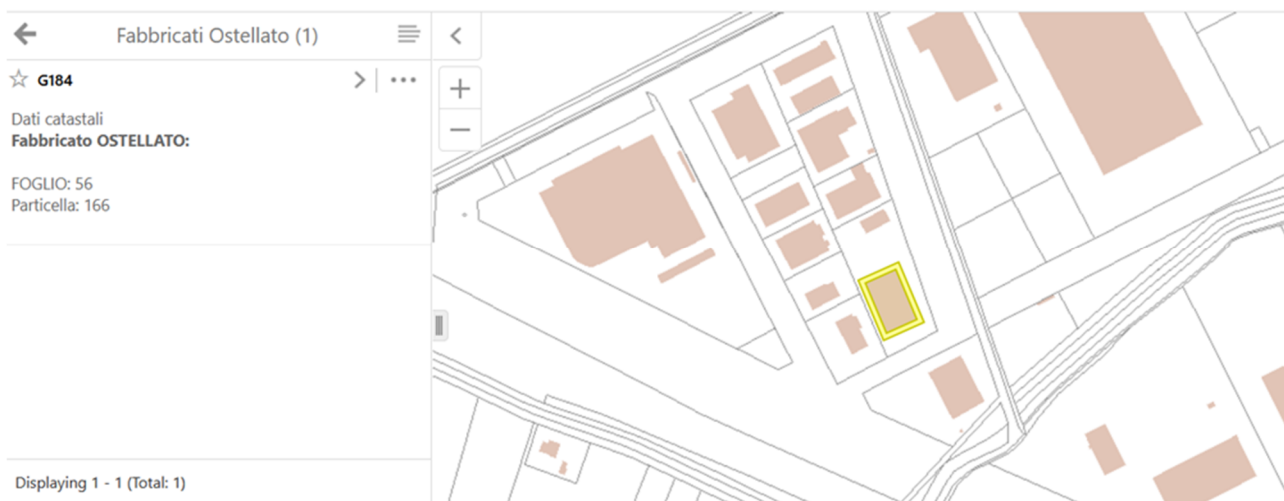 Fabbricati Ostellato (1)
G184
Dati catastali
Fabbricato OSTELLATO:
FOGLIO: 56
Particella: 166
Displaying 1 - 1 (Total: 1)